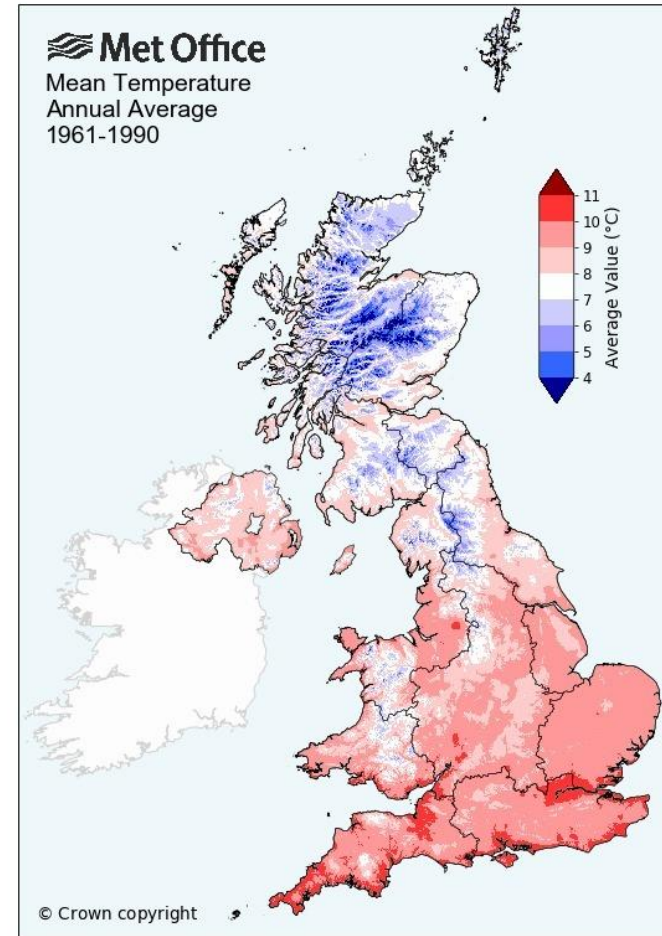 Met Office
Mean Temperature
Annual Average
1961-1990
11
10
9
8
7
6
5
4
Average Value (°C)
© Crown copyright